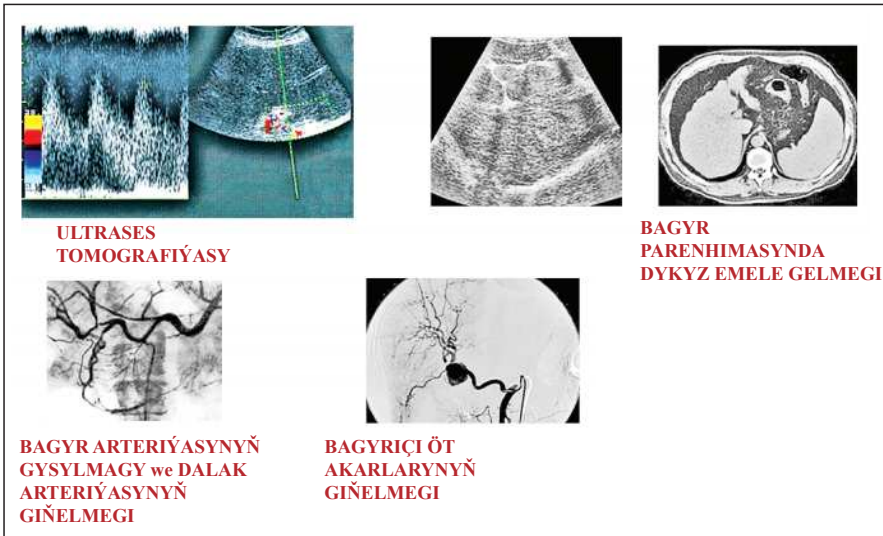 ULTRASES
TOMOGRAFIÝASY
BAGYR
PARENHIMASYNDA
DYKYZ EMELE GELMEGI
BAGYR ARTERIÝASYNYŇ
GYSYLMAGY we DALAK
ARTERIÝASYNYŇ
GIŇELMEGI
BAGYRIÇI ÖT
AKARLARYNYŇ
GIŇELMEGI